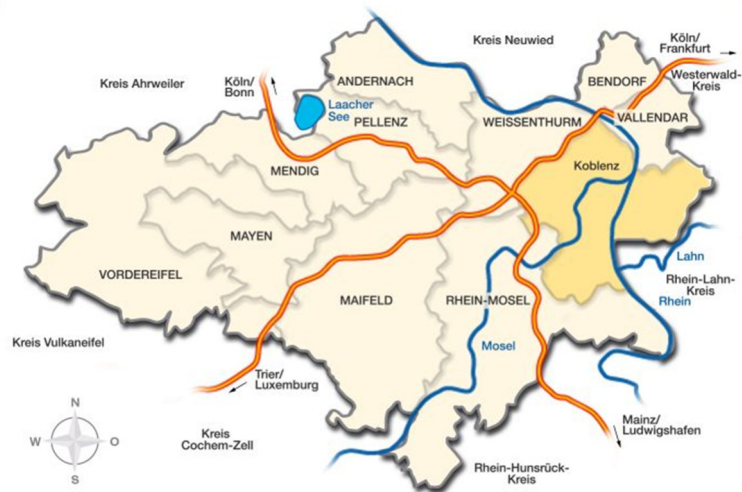 Kreis Neuwied
Köln/
Frankfurt
Kreis Ahrweiler
Köln/
Bonn
ANDERNACH
BENDORF
Westerwald-
Kreis
Laacher
See
PELLENZ
WEISSENTHURM
VALLENDAR
MENDIG
Koblenz
MAYEN
VORDEREIFEL
MAIFELD
RHEIN-MOSEL
Lahn
Rhein-Lahn-
Kreis
Rhein
Kreis Vulkaneifel
Mosel
Trier/
Luxemburg
N
W
O
S
Kreis
Cochem-Zell
Mainz/
Ludwigshafen
Rhein-Hunsrück-
Kreis